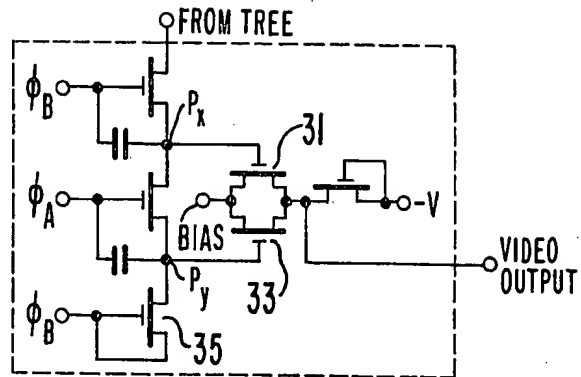 FROM TREE
ϕB
Px
31
ϕA
BIAS
-V
VIDEO
OUTPUT
Py
33
ϕB
35